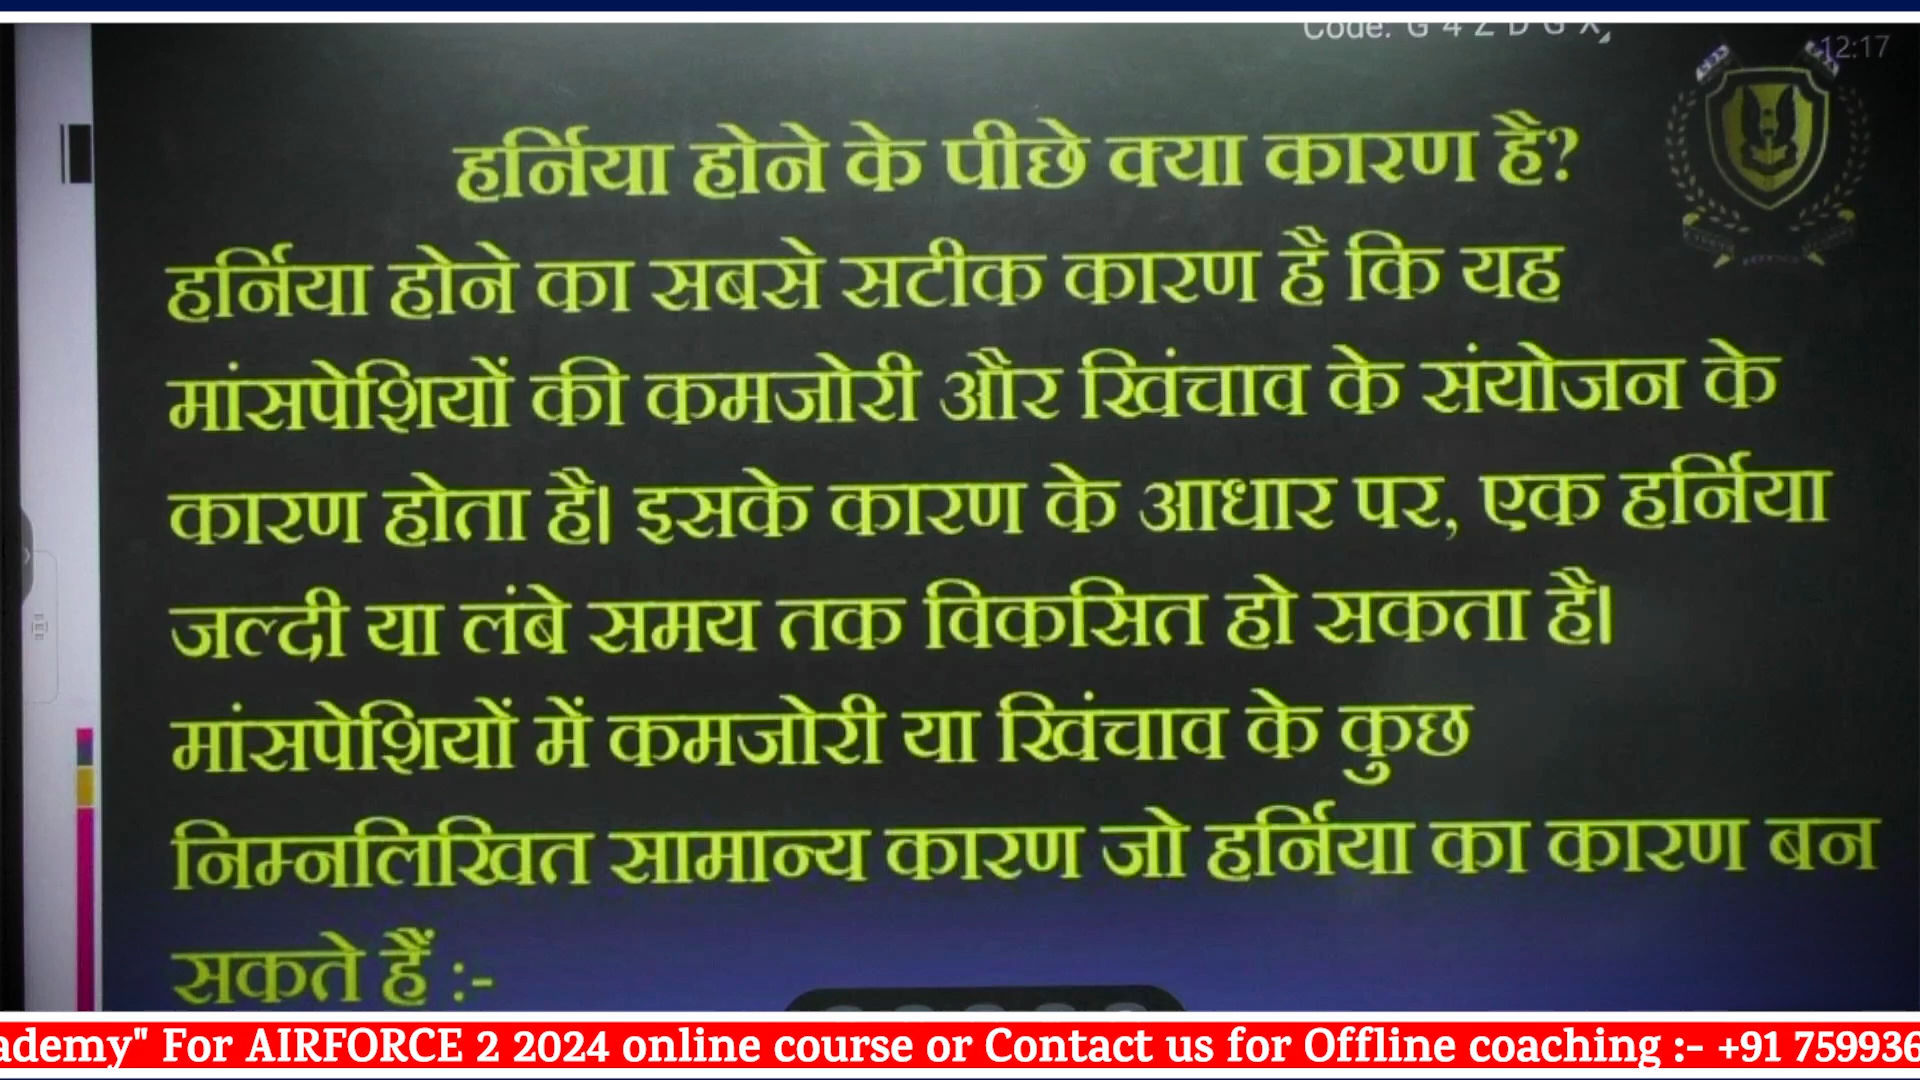 Code: G 4 Z D G X
12:17
हर्निया होने के पीछे क्या कारण है?
हर्निया होने का सबसे सटीक कारण है कि यह
मांसपेशियों की कमजोरी और खिंचाव के संयोजन के
कारण होता है। इसके कारण के आधार पर, एक हर्निया
जल्दी या लंबे समय तक विकसित हो सकता है।
मांसपेशियों में कमजोरी या खिंचाव के कुछ
निम्नलिखित सामान्य कारण जो हर्निया का कारण बन
सकते हैं :-
ademy" For AIRFORCE 2 2024 online course or Contact us for Offline coaching :- +91 759936